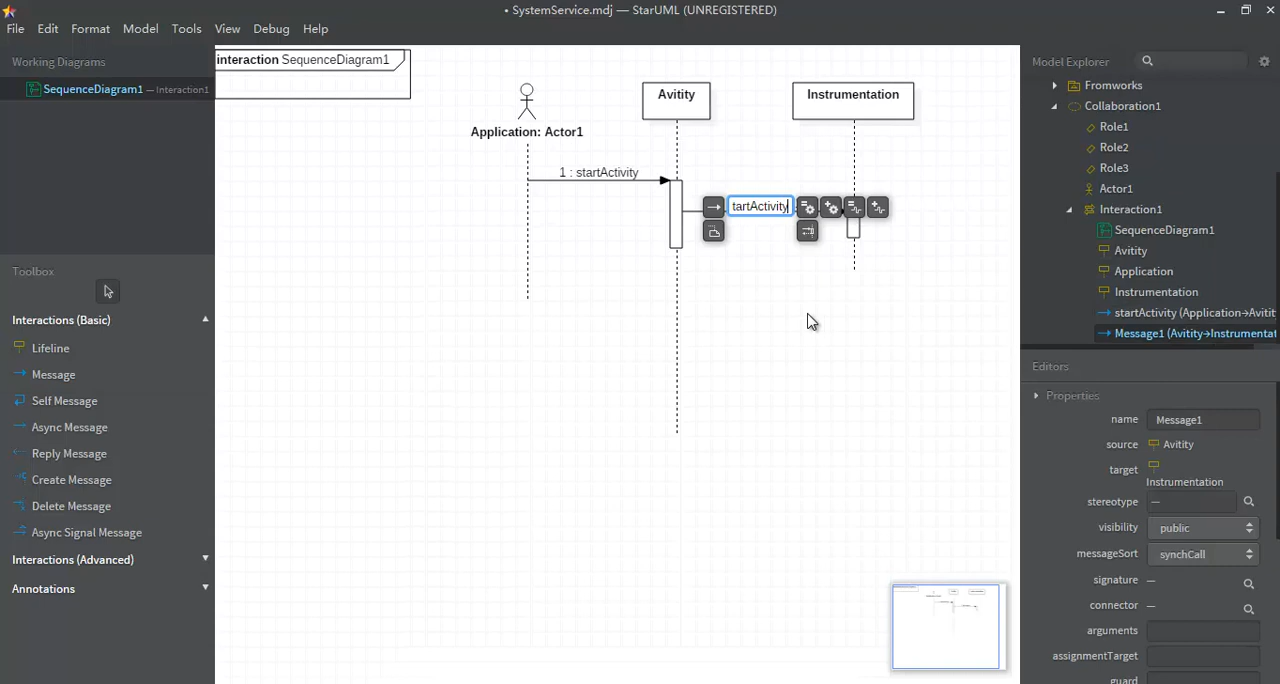 • SystemService.mdj — StarUML (UNREGISTERED)
File Edit Format Model Tools View Debug Help
Working Diagrams
SequenceDiagram1 — Interaction1
Toolbox
Interactions (Basic)
Lifeline
Message
Self Message
Async Message
Reply Message
Create Message
Delete Message
Async Signal Message
Interactions (Advanced)
Annotations
interaction SequenceDiagram1
Application: Actor1
Avitity
Instrumentation
1 : startActivity
tartActivity
Model Explorer
Fromworks
Collaboration1
Role1
Role2
Role3
Actor1
Interaction1
SequenceDiagram1
Avitity
Application
Instrumentation
startActivity (Application→Avitit
Message1 (Avitity→Instrumentat
Editors
Properties
name Message1
source Avitity
target
Instrumentation
stereotype —
visibility public
messageSort synchCall
signature —
connector —
arguments
assignmentTarget
guard